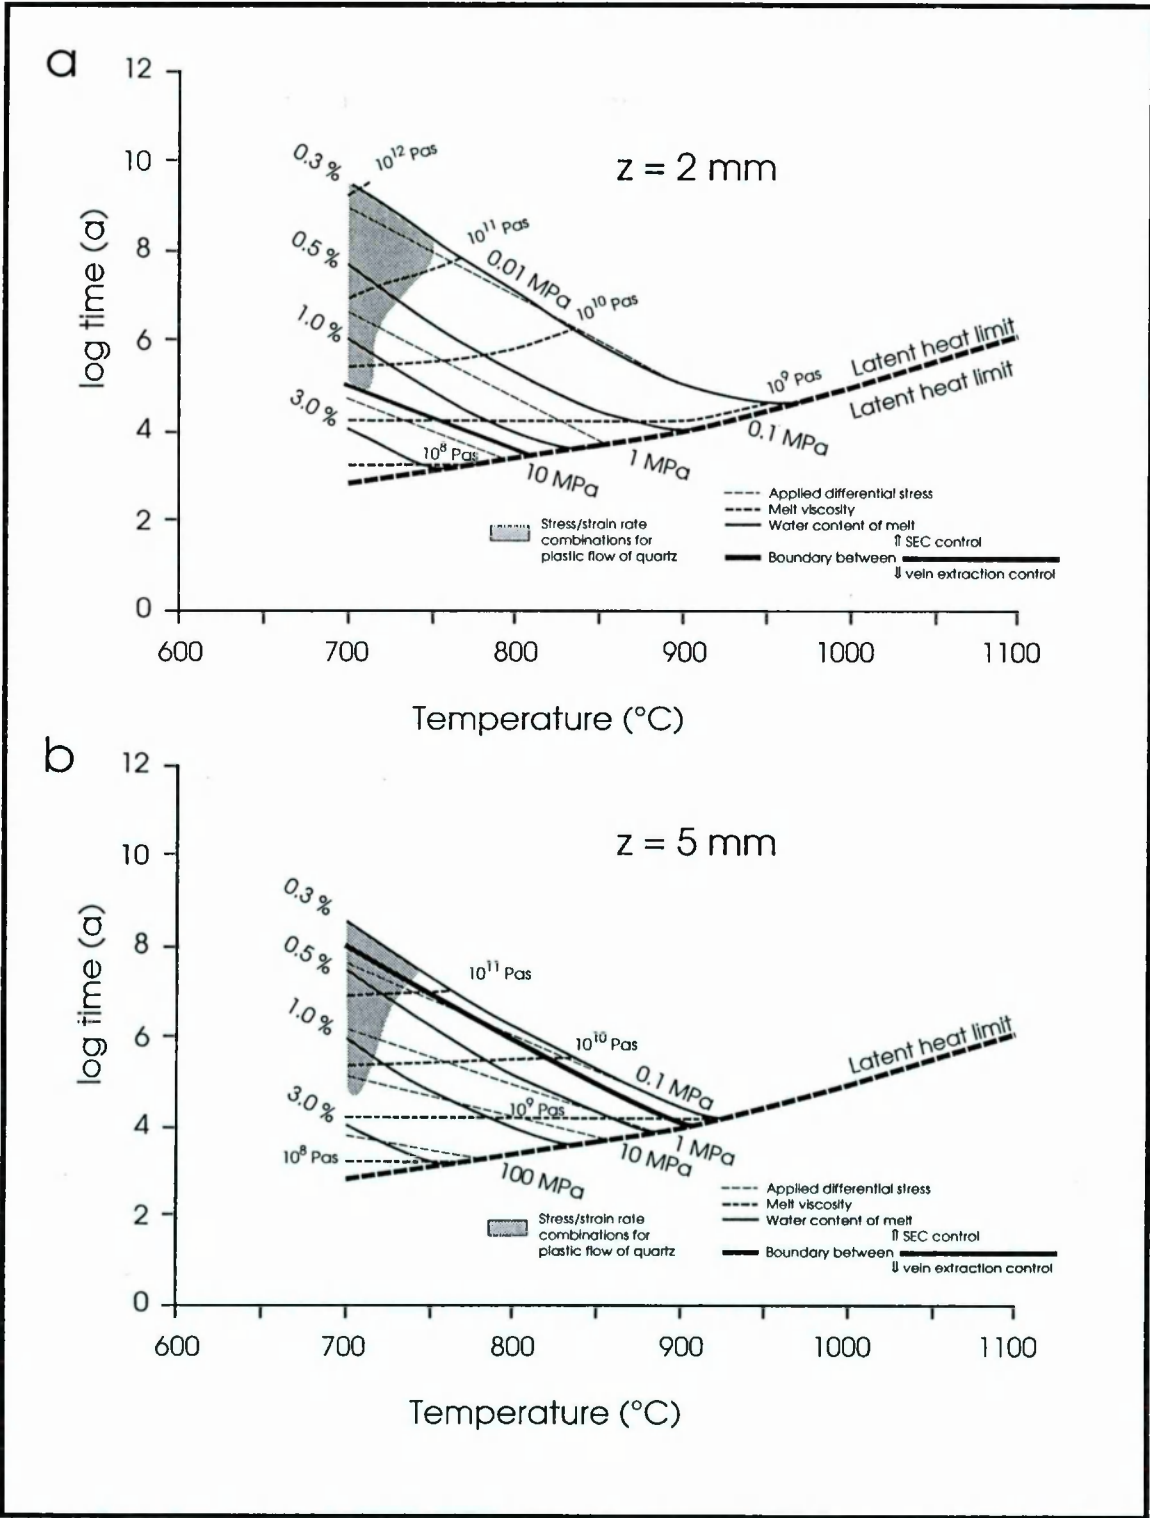 a
12
10
8
6
4
2
0
log time (a)
z = 2 mm
0.3 %
10¹² Pas
0.5 %
10¹¹ Pas
0.01 MPa
10¹⁰ Pas
1.0 %
Latent heat limit
10⁹ Pas
Latent heat limit
3.0 %
0.1 MPa
10⁸ Pas
1 MPa
10 MPa
Applied differential stress
Melt viscosity
Water content of melt
⇑ SEC control
Boundary between
⇓ vein extraction control
Stress/strain rate
combinations for
plastic flow of quartz
600 700 800 900 1000 1100
Temperature (°C)
b
12
10
8
6
4
2
0
log time (a)
z = 5 mm
0.3 %
0.5 %
10¹¹ Pas
1.0 %
10¹⁰ Pas
Latent heat limit
0.1 MPa
3.0 %
10⁹ Pas
1 MPa
10⁸ Pas
10 MPa
100 MPa
Applied differential stress
Melt viscosity
Water content of melt
⇑ SEC control
Boundary between
⇓ vein extraction control
Stress/strain rate
combinations for
plastic flow of quartz
600 700 800 900 1000 1100
Temperature (°C)